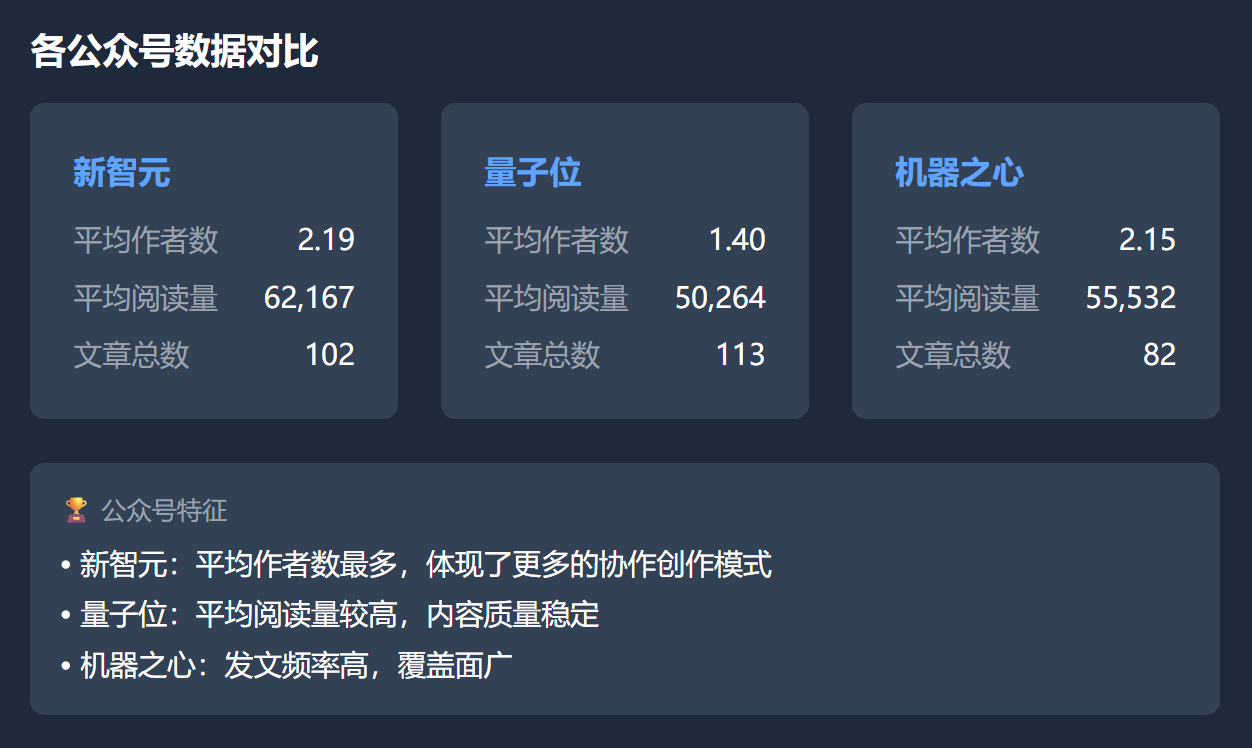 各公众号数据对比
新智元
平均作者数 2.19
平均阅读量 62,167
文章总数 102
量子位
平均作者数 1.40
平均阅读量 50,264
文章总数 113
机器之心
平均作者数 2.15
平均阅读量 55,532
文章总数 82
🏆 公众号特征
• 新智元：平均作者数最多，体现了更多的协作创作模式
• 量子位：平均阅读量较高，内容质量稳定
• 机器之心：发文频率高，覆盖面广